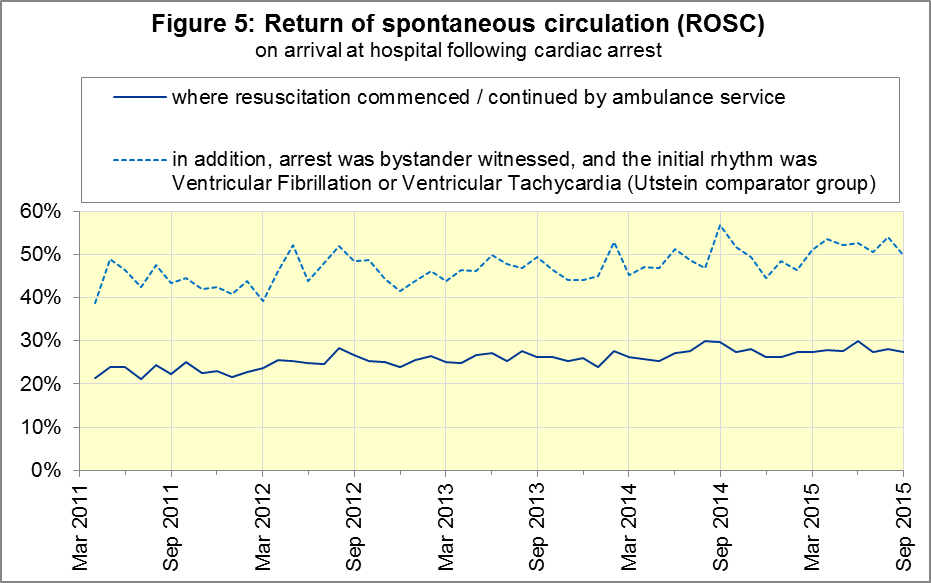 Figure 5: Return of spontaneous circulation (ROSC)
on arrival at hospital following cardiac arrest
where resuscitation commenced / continued by ambulance service
in addition, arrest was bystander witnessed, and the initial rhythm was
Ventricular Fibrillation or Ventricular Tachycardia (Utstein comparator group)
60%
50%
40%
30%
20%
10%
0%
Mar 2011
Sep 2011
Mar 2012
Sep 2012
Mar 2013
Sep 2013
Mar 2014
Sep 2014
Mar 2015
Sep 2015